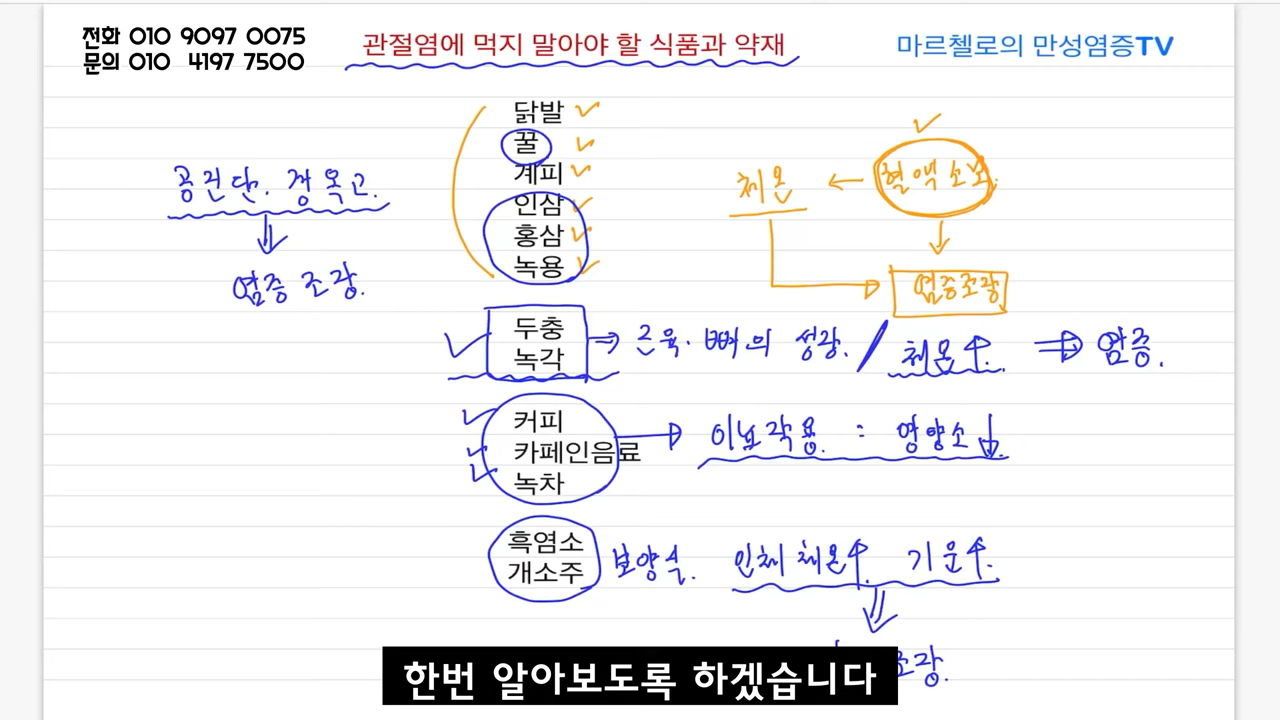 전화 010 9097 0075
문의 010 4197 7500
관절염에 먹지 말아야 할 식품과 약재
마르첼로의 만성염증TV
닭발
꿀
계피
인삼
홍삼
녹용
공진단. 경옥고.
염증 조장.
혈액소모
체온
염증조장
두충
녹각
근육. 뼈의 성장. / 체온↑ ⇒ 염증.
커피
카페인음료
녹차
이뇨작용 : 영양소↓
흑염소
개소주
보양식. 인체 체온↑ 기운↑
조장.
한번 알아보도록 하겠습니다